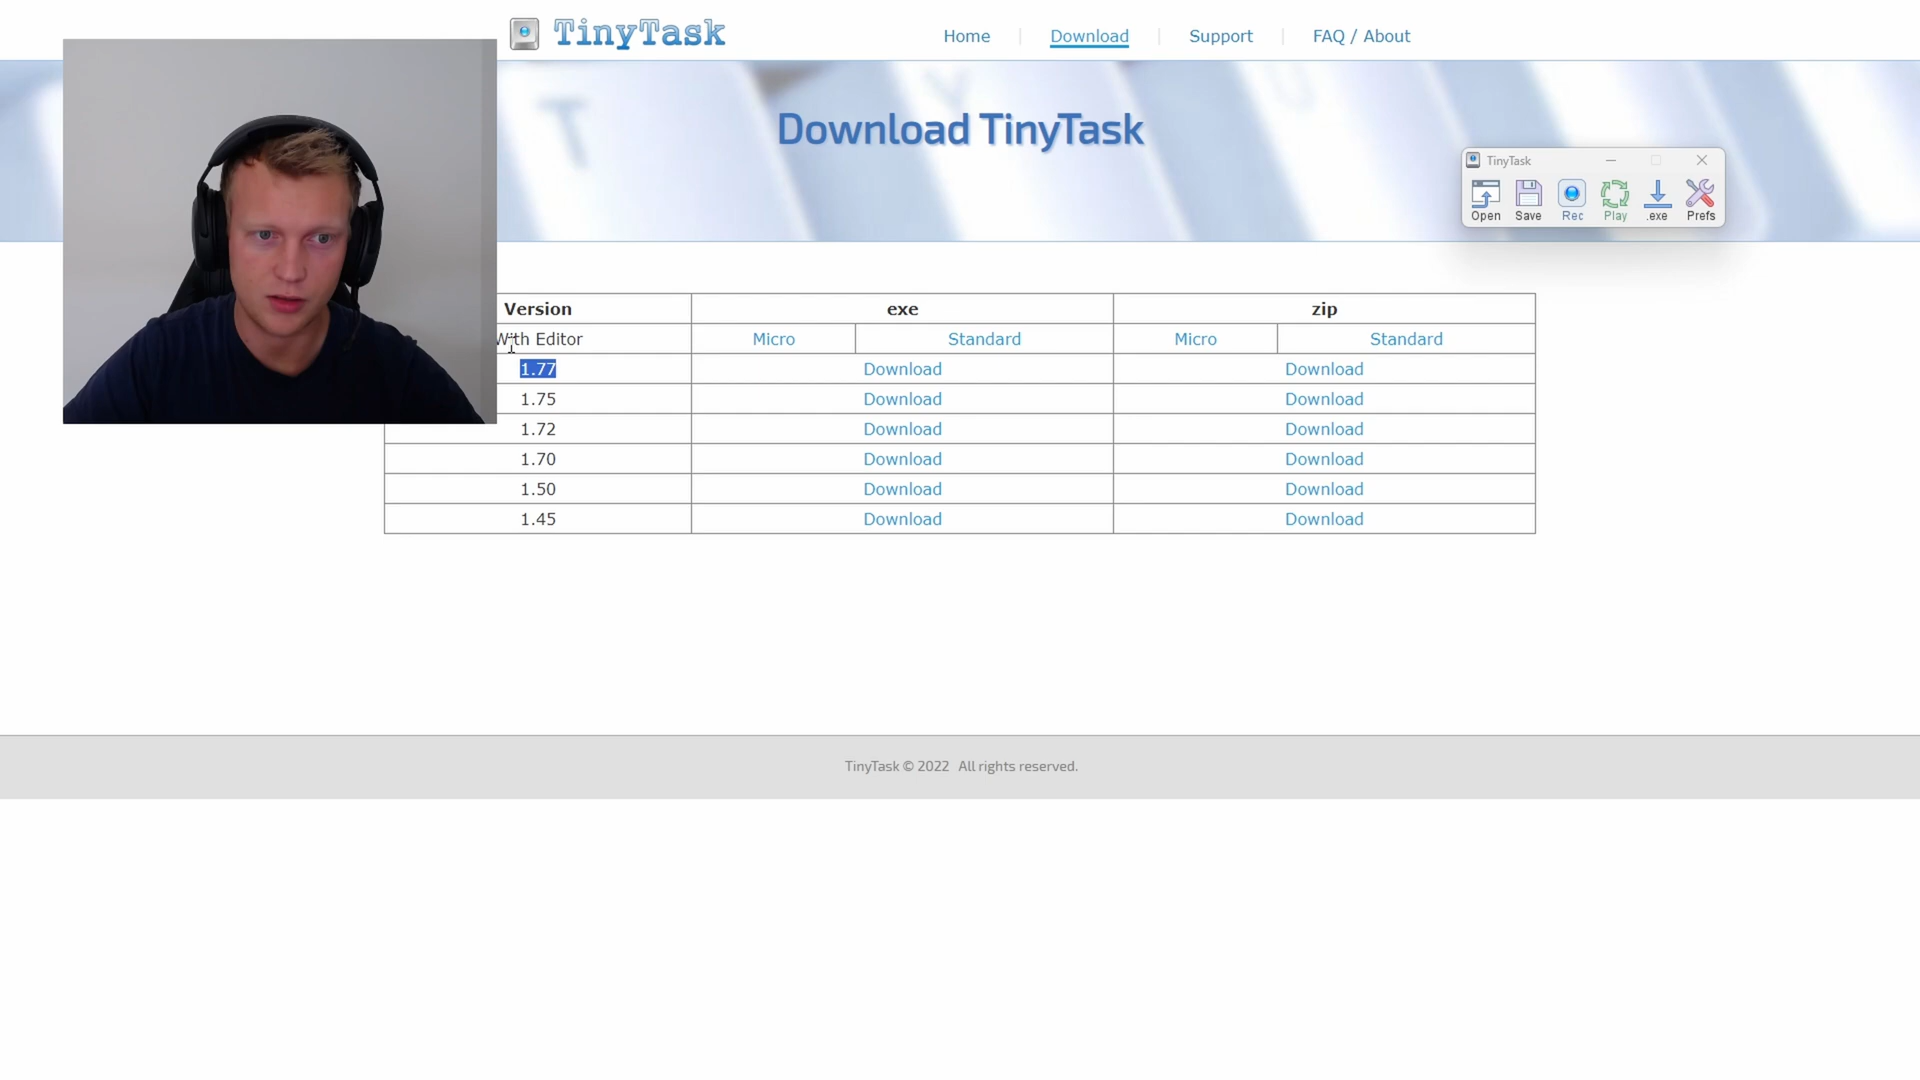 TinyTask
Home
Download
Support
FAQ / About
Download TinyTask
TinyTask
Open
Save
Rec
Play
.exe
Prefs
Version
exe
zip
With Editor
Micro
Standard
Micro
Standard
1.77
Download
Download
1.75
Download
Download
1.72
Download
Download
1.70
Download
Download
1.50
Download
Download
1.45
Download
Download
TinyTask © 2022 All rights reserved.